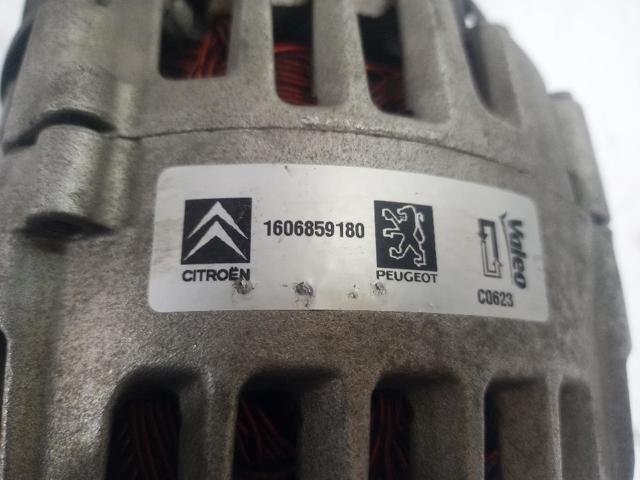 CITROËN
1606859180
PEUGEOT
Valeo
C0623